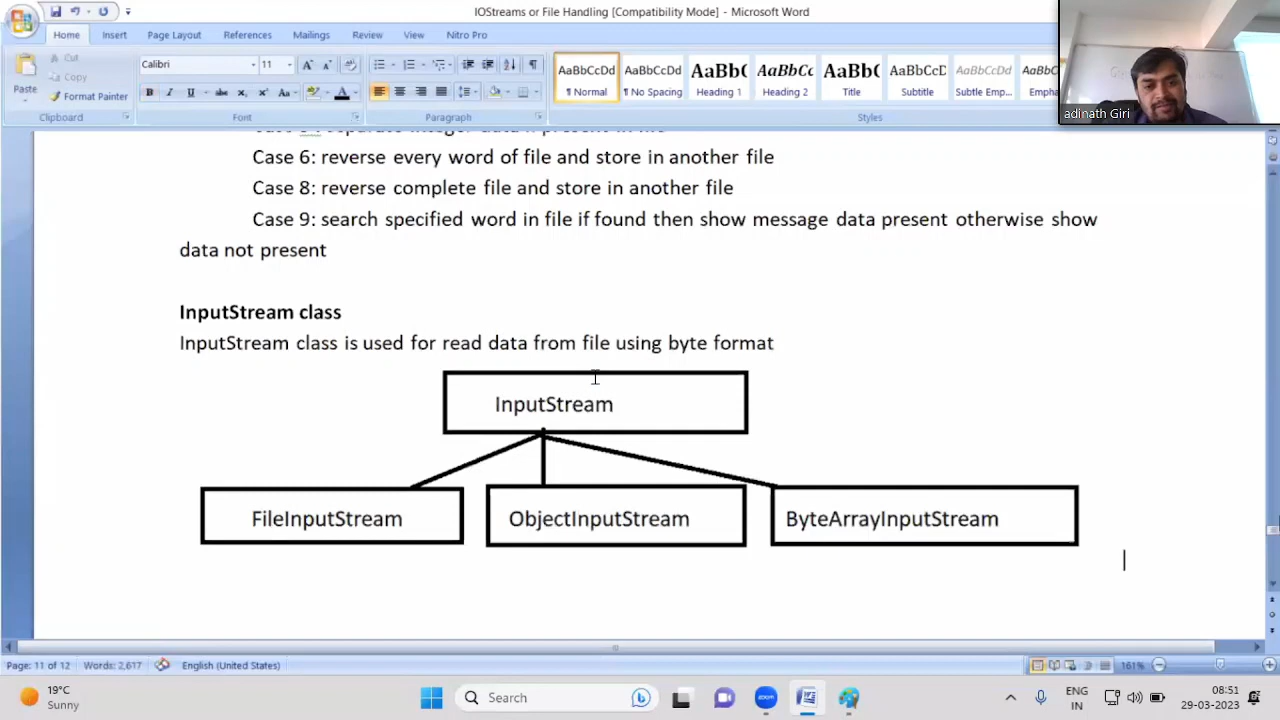 IOStreams or File Handling [Compatibility Mode] - Microsoft Word
Home Insert Page Layout References Mailings Review View Nitro Pro
Paste
Cut
Copy
Format Painter
Clipboard
Calibri 11
Font
Paragraph
AaBbCcDd AaBbCcDd AaBb( AaBbCc AaBb( AaBbCcD AaBbCcDd AaBbCc
¶ Normal ¶ No Spacing Heading 1 Heading 2 Title Subtitle Subtle Emp... Empha
Styles
adinath Giri
Case 6: reverse every word of file and store in another file
Case 8: reverse complete file and store in another file
Case 9: search specified word in file if found then show message data present otherwise show
data not present
InputStream class
InputStream class is used for read data from file using byte format
InputStream
FileInputStream ObjectInputStream ByteArrayInputStream
Page: 11 of 12 Words: 2,617 English (United States) 161%
19°C
Sunny
Search
zoom
ENG
IN
08:51
29-03-2023